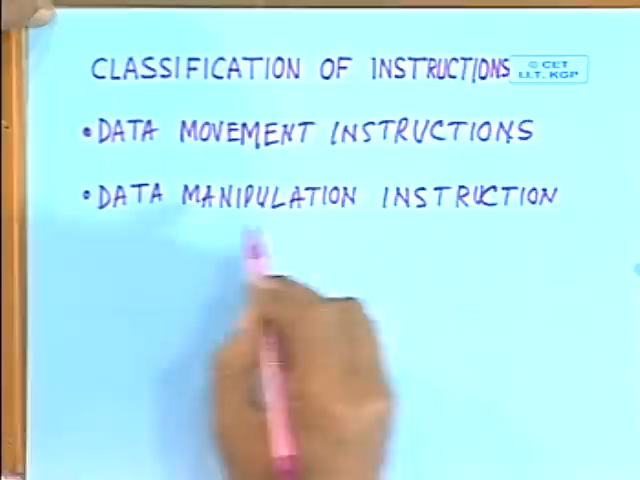 CLASSIFICATION OF INSTRUCTIONS
© CET
I.I.T. KGP
• DATA MOVEMENT INSTRUCTIONS
• DATA MANIPULATION INSTRUCTION